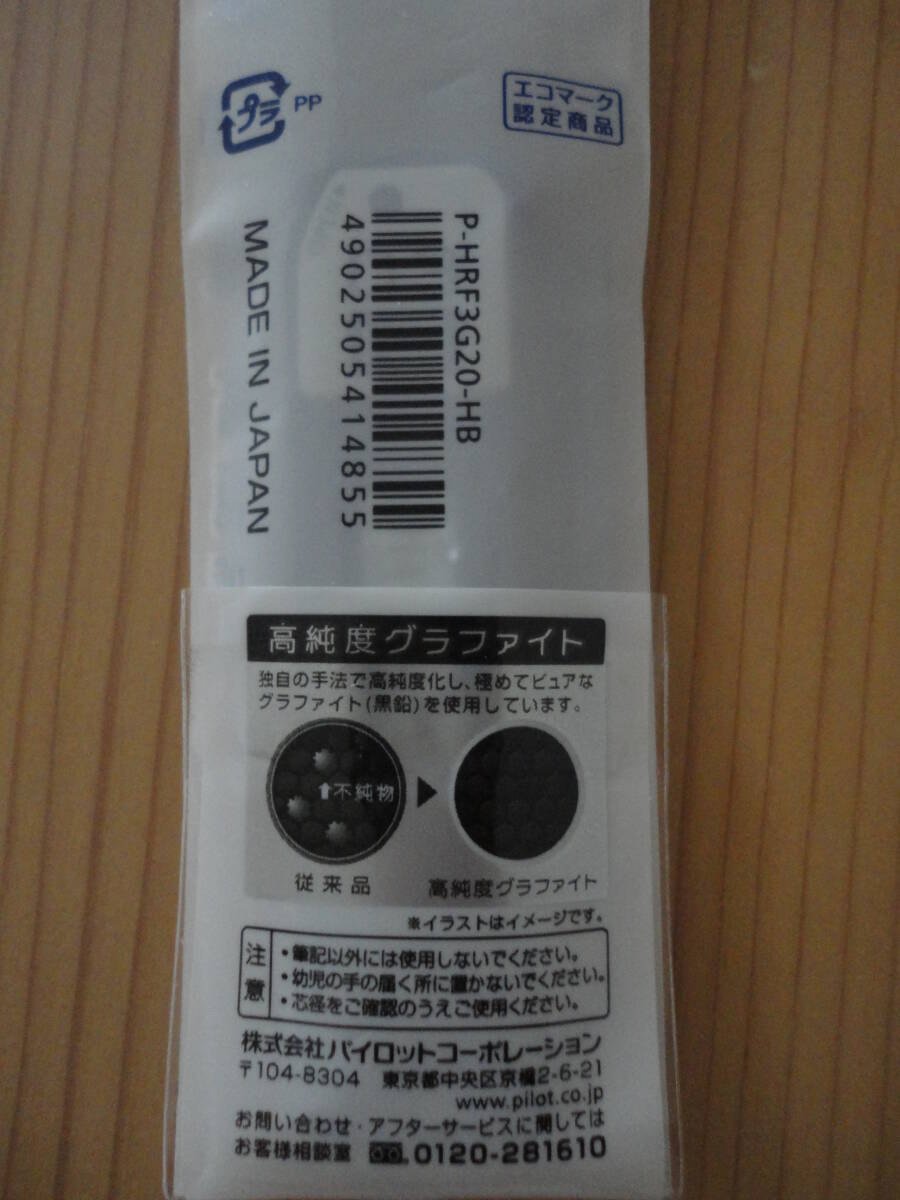 プラ PP
エコマーク
認定商品
MADE IN JAPAN
4902505414855
P-HRF3G20-HB
高純度グラファイト
独自の手法で高純度化し、極めてピュアな
グラファイト(黒鉛)を使用しています。
⬆不純物
従来品
高純度グラファイト
※イラストはイメージです。
注意
・筆記以外には使用しないでください。
・幼児の手の届く所に置かないでください。
・芯径をご確認のうえご使用ください。
株式会社 パイロットコーポレーション
〒104-8304 東京都中央区京橋2-6-21
www.pilot.co.jp
お問い合わせ・アフターサービスに関しては
お客様相談室 0120-281610